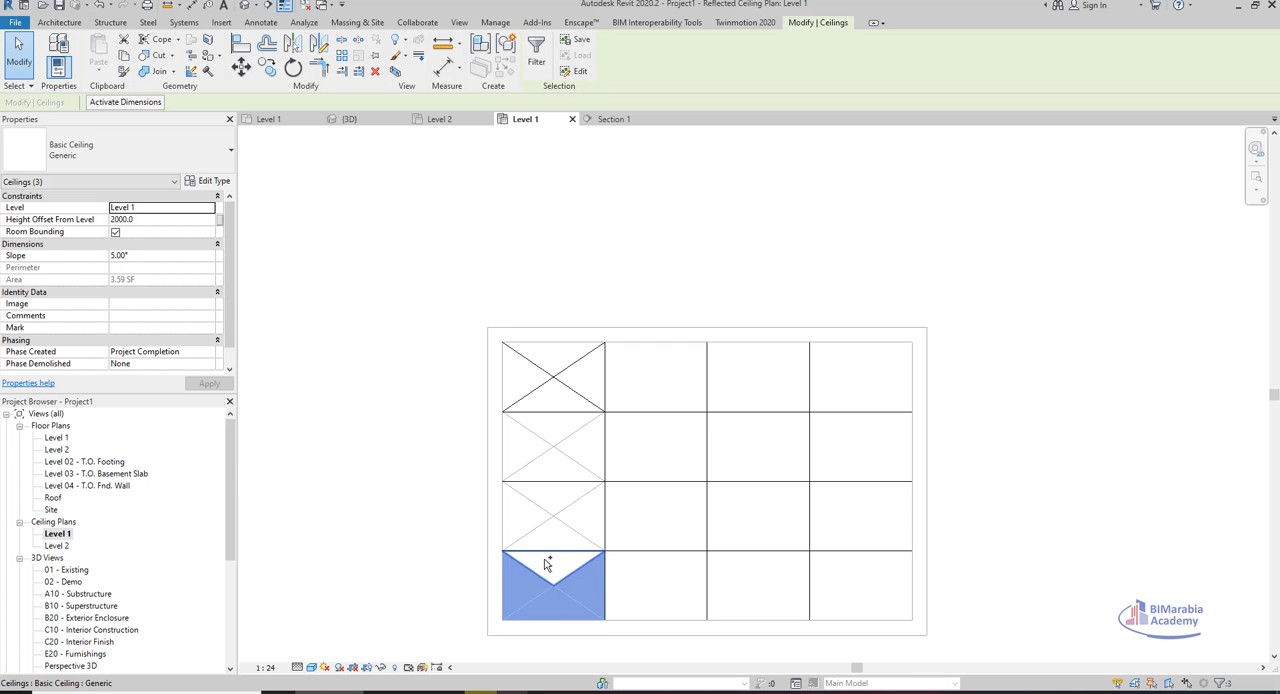 Autodesk Revit 2020.2 - Project1 - Reflected Ceiling Plan: Level 1
Sign In
File Architecture Structure Steel Systems Insert Annotate Analyze Massing & Site Collaborate View Manage Add-Ins Enscape™ BIM Interoperability Tools Twinmotion 2020 Modify | Ceilings
Modify
Paste
Cope
Cut
Join
Filter
Save
Load
Edit
Select Properties Clipboard Geometry Modify View Measure Create Selection
Modify | Ceilings Activate Dimensions
Properties
Level 1 {3D} Level 2 Level 1 Section 1
Basic Ceiling
Generic
Ceilings (3) Edit Type
Constraints
Level Level 1
Height Offset From Level 2000.0
Room Bounding
Dimensions
Slope 5.00°
Perimeter
Area 3.59 SF
Identity Data
Image
Comments
Mark
Phasing
Phase Created Project Completion
Phase Demolished None
Properties help Apply
Project Browser - Project1
Views (all)
Floor Plans
Level 1
Level 2
Level 02 - T.O. Footing
Level 03 - T.O. Basement Slab
Level 04 - T.O. Fnd. Wall
Roof
Site
Ceiling Plans
Level 1
Level 2
3D Views
01 - Existing
02 - Demo
A10 - Substructure
B10 - Superstructure
B20 - Exterior Enclosure
C10 - Interior Construction
C20 - Interior Finish
E20 - Furnishings
Perspective 3D
BIMarabia
Academy
1 : 24
Ceilings : Basic Ceiling : Generic
:0
Main Model
:3